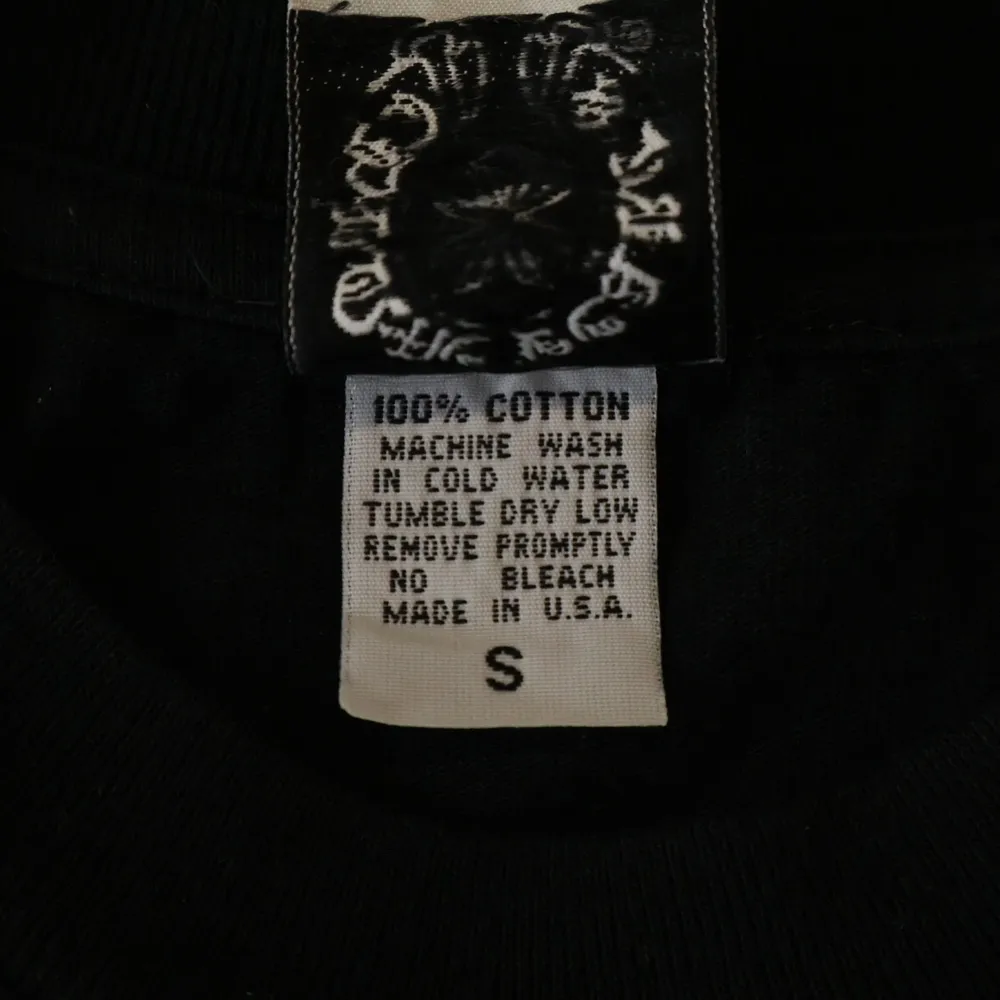 100% COTTON
MACHINE WASH
IN COLD WATER
TUMBLE DRY LOW
REMOVE PROMPTLY
NO BLEACH
MADE IN U.S.A.
S